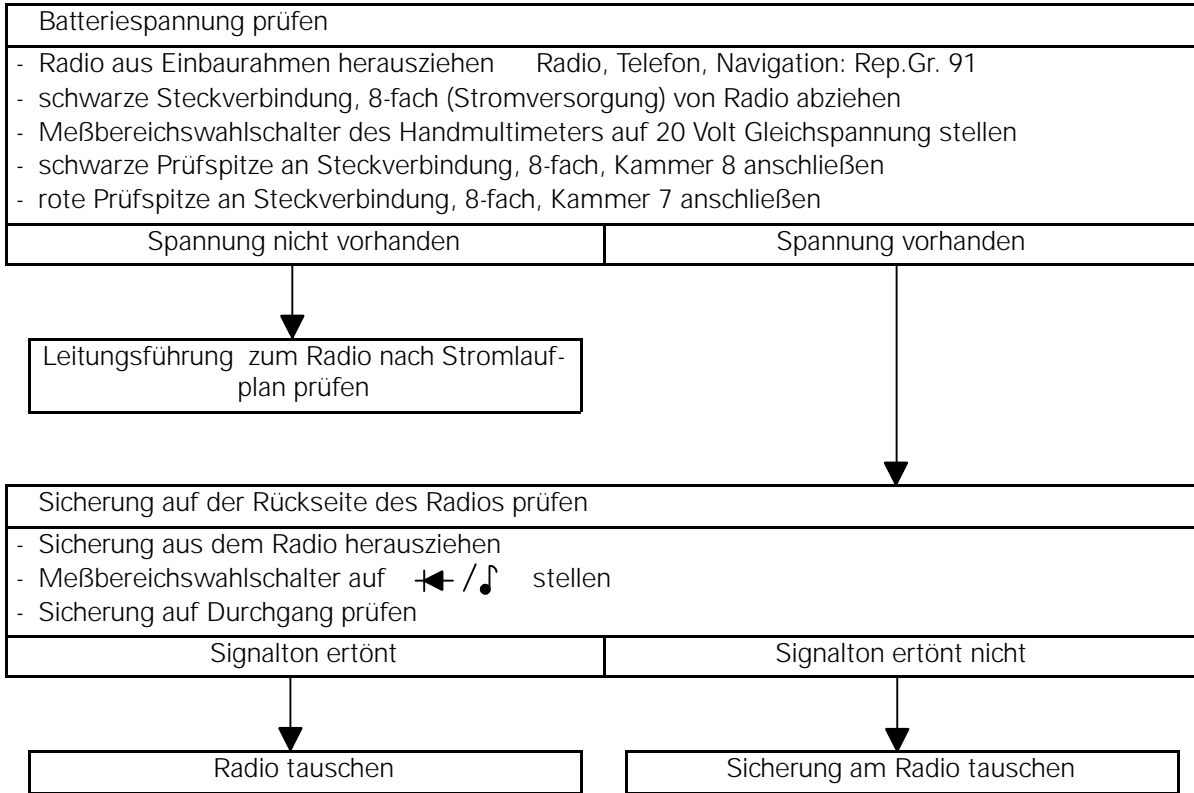 Batteriespannung prüfen
- Radio aus Einbaurahmen herausziehen Radio, Telefon, Navigation: Rep.Gr. 91
- schwarze Steckverbindung, 8-fach (Stromversorgung) von Radio abziehen
- Meßbereichswahlschalter des Handmultimeters auf 20 Volt Gleichspannung stellen
- schwarze Prüfspitze an Steckverbindung, 8-fach, Kammer 8 anschließen
- rote Prüfspitze an Steckverbindung, 8-fach, Kammer 7 anschließen
Spannung nicht vorhanden
Spannung vorhanden
Leitungsführung zum Radio nach Stromlauf-
plan prüfen
Sicherung auf der Rückseite des Radios prüfen
- Sicherung aus dem Radio herausziehen
- Meßbereichswahlschalter auf / stellen
- Sicherung auf Durchgang prüfen
Signalton ertönt
Signalton ertönt nicht
Radio tauschen
Sicherung am Radio tauschen